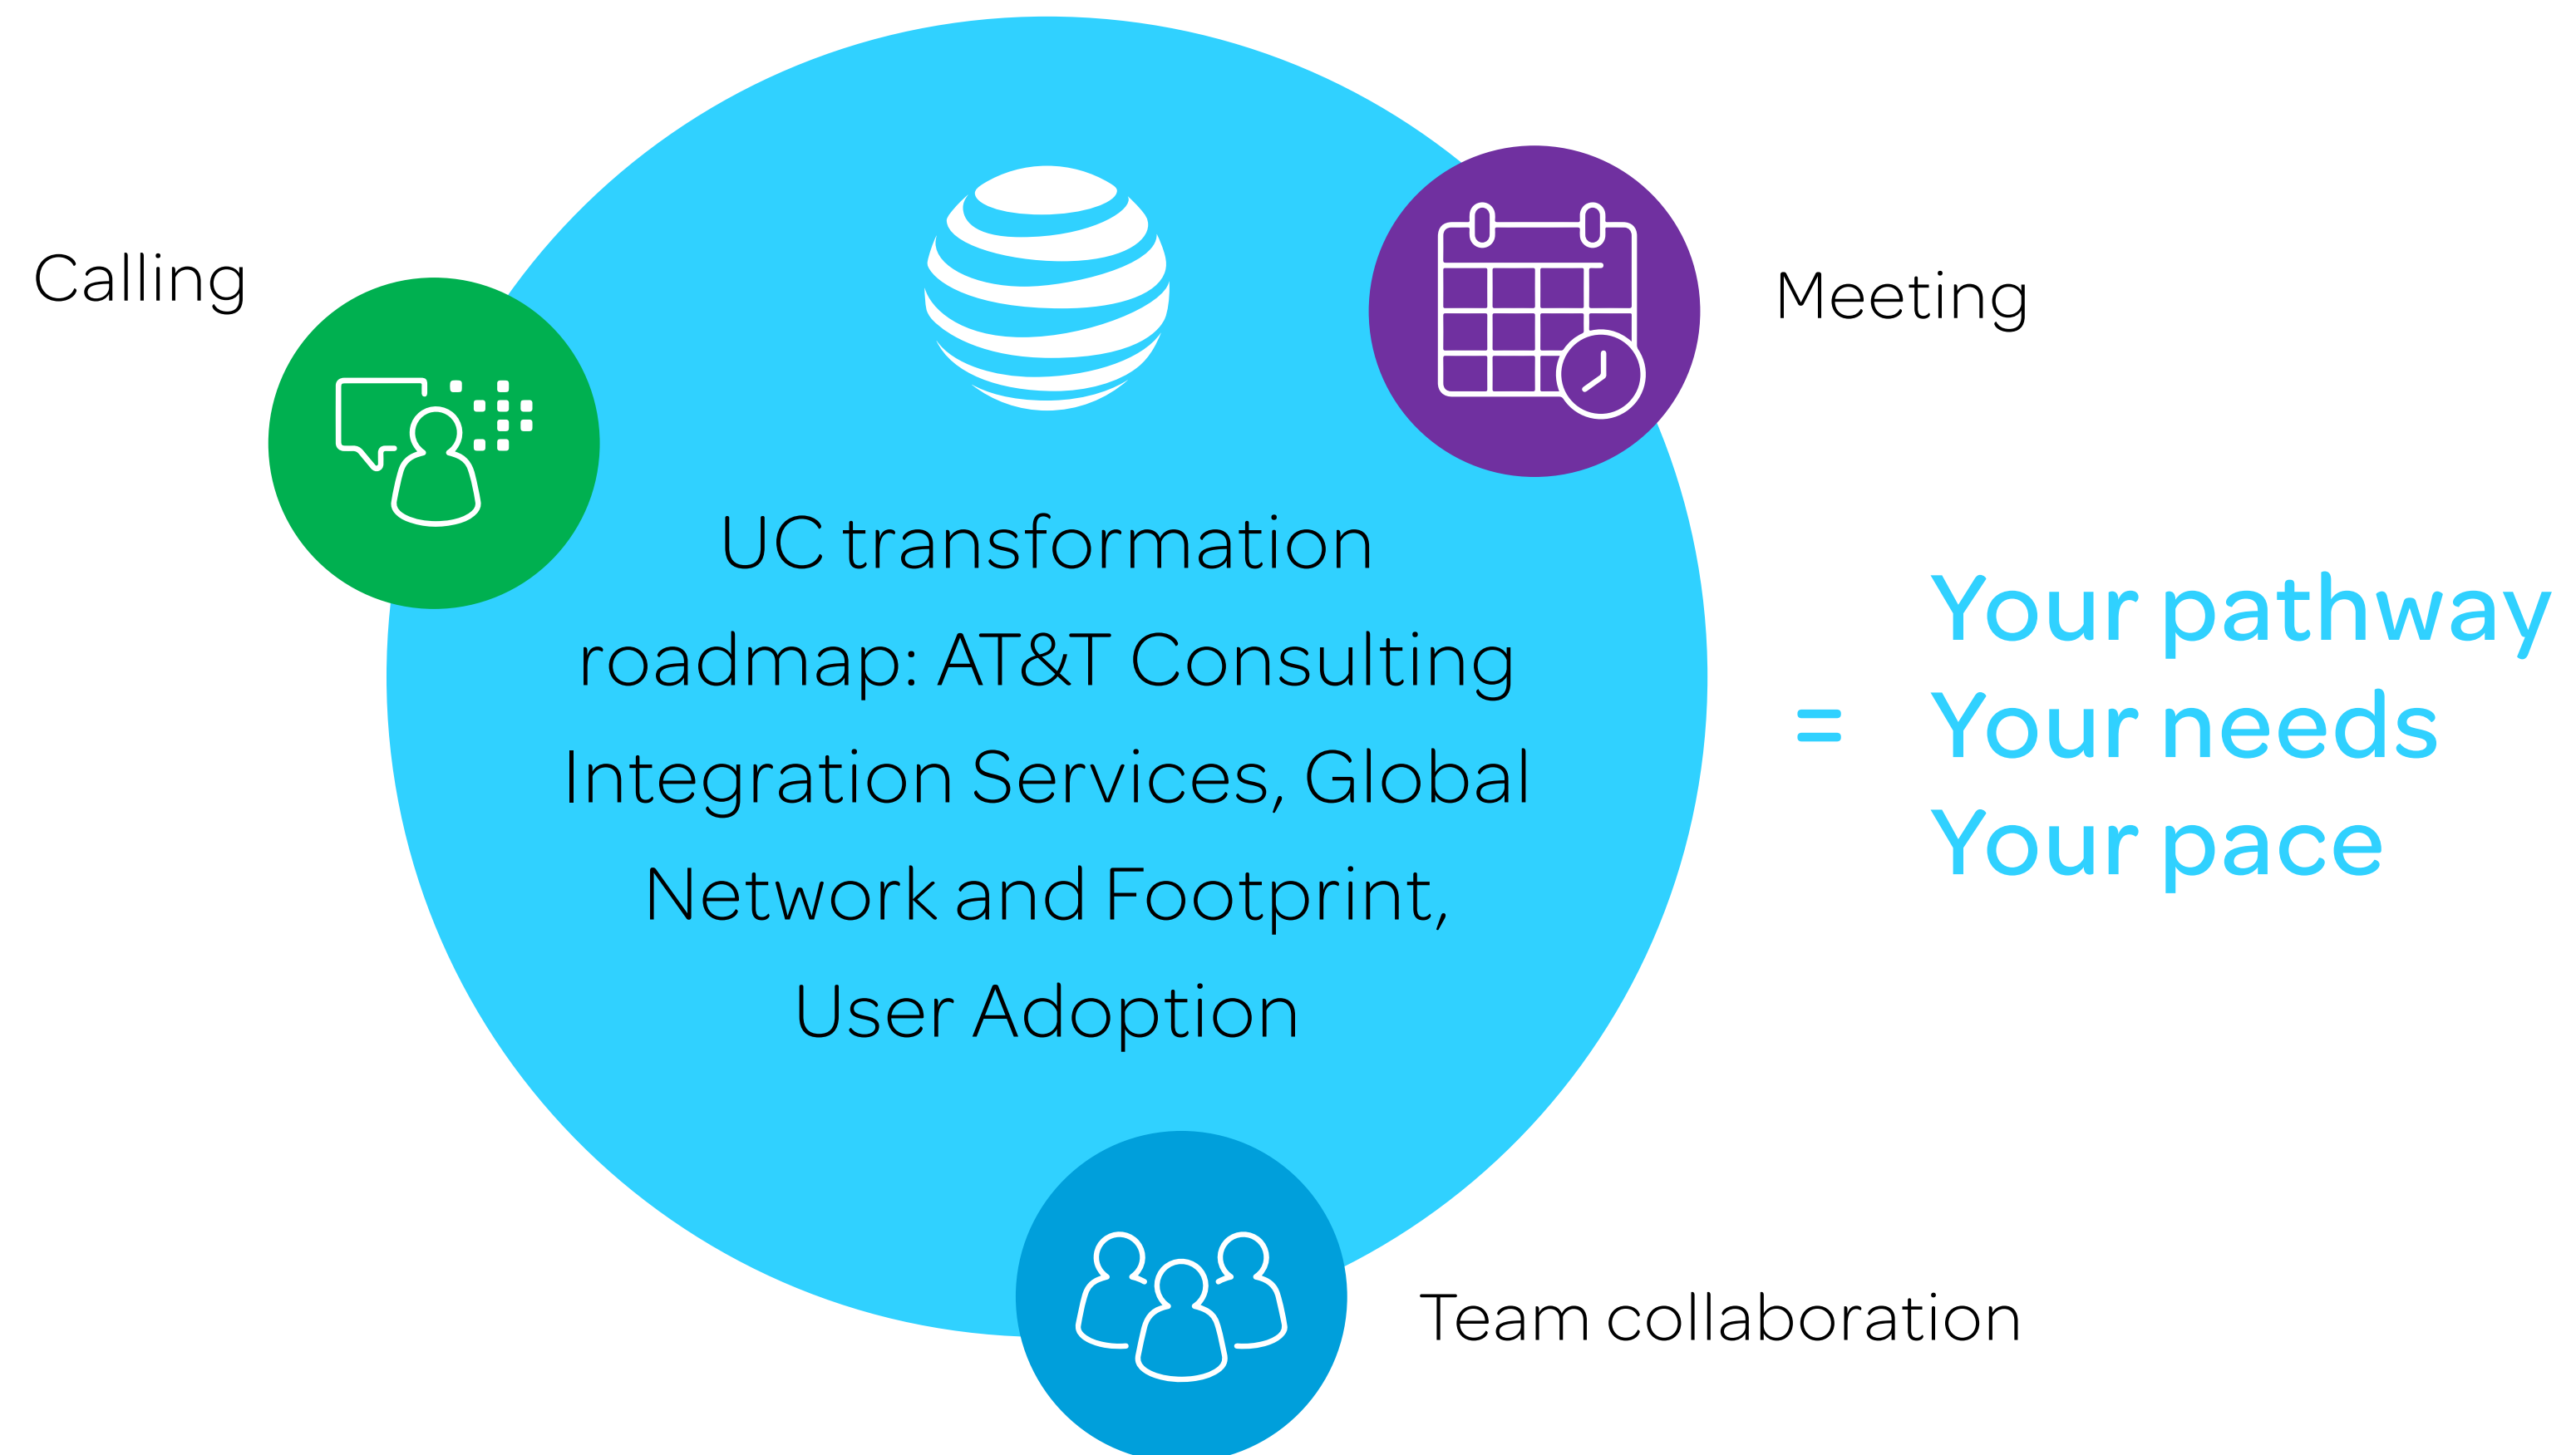 Calling
Meeting
UC transformation
roadmap: AT&T Consulting
Integration Services, Global
Network and Footprint,
User Adoption
=
Your pathway
Your needs
Your pace
Team collaboration